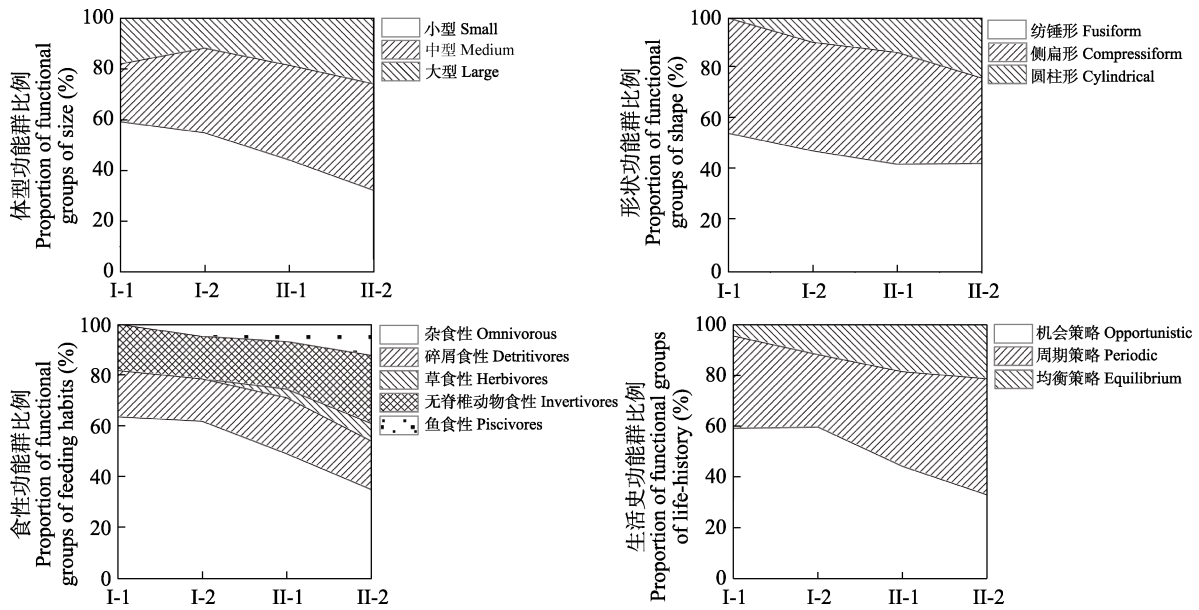 体型功能群比例
Proportion of functional
groups of size (%)
100
80
60
40
20
0
I-1
I-2
II-1
II-2
小型 Small
中型 Medium
大型 Large
形状功能群比例
Proportion of functional
groups of shape (%)
100
80
60
40
20
0
I-1
I-2
II-1
II-2
纺锤形 Fusiform
侧扁形 Compressiform
圆柱形 Cylindrical
食性功能群比例
Proportion of functional
groups of feeding habits (%)
100
80
60
40
20
0
I-1
I-2
II-1
II-2
杂食性 Omnivorous
碎屑食性 Detritivores
草食性 Herbivores
无脊椎动物食性 Invertivores
鱼食性 Piscivores
生活史功能群比例
Proportion of functional groups
of life-history (%)
100
80
60
40
20
0
I-1
I-2
II-1
II-2
机会策略 Opportunistic
周期策略 Periodic
均衡策略 Equilibrium